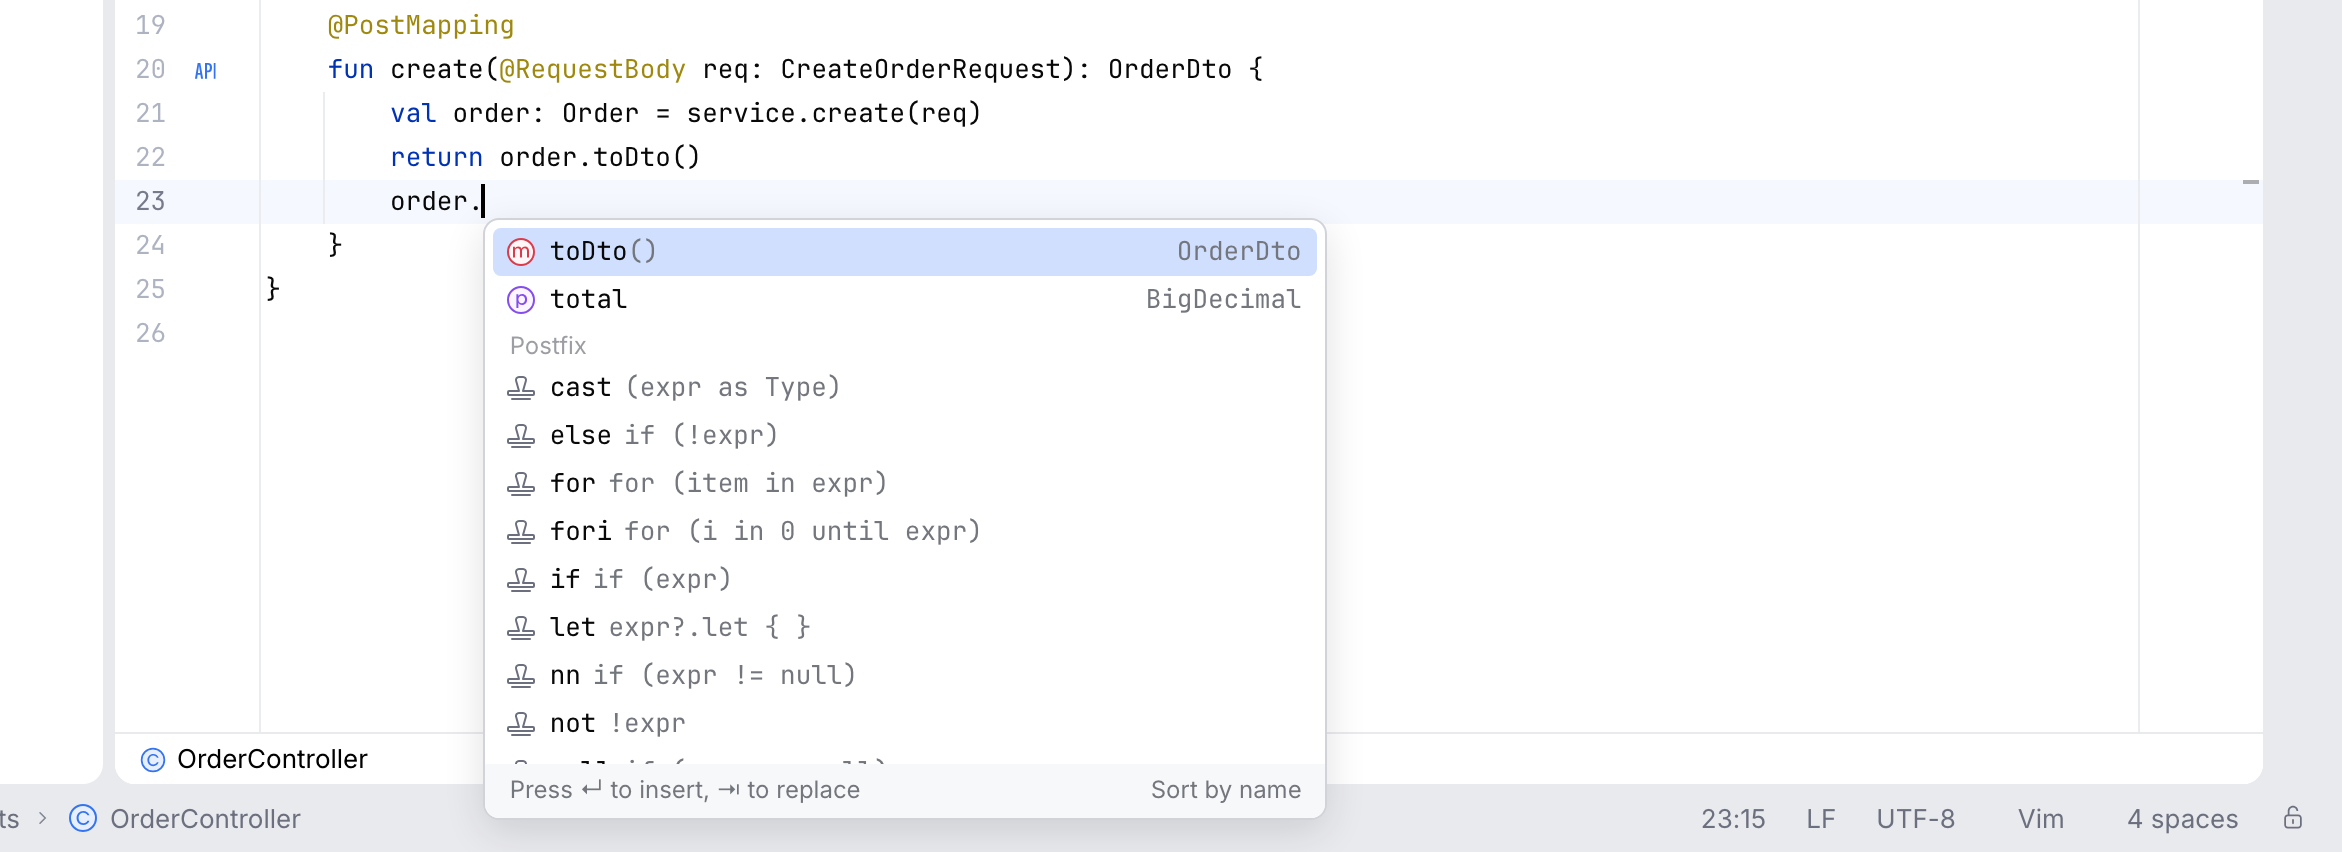 19 @PostMapping
20 API fun create(@RequestBody req: CreateOrderRequest): OrderDto {
21 val order: Order = service.create(req)
22 return order.toDto()
23 order.
24 }
25 }
26
m toDto() OrderDto
p total BigDecimal
Postfix
cast (expr as Type)
else if (!expr)
for for (item in expr)
fori for (i in 0 until expr)
if if (expr)
let expr?.let { }
nn if (expr != null)
not !expr
Press ↵ to insert, ⇥ to replace Sort by name
C OrderController
ts › C OrderController 23:15 LF UTF-8 Vim 4 spaces